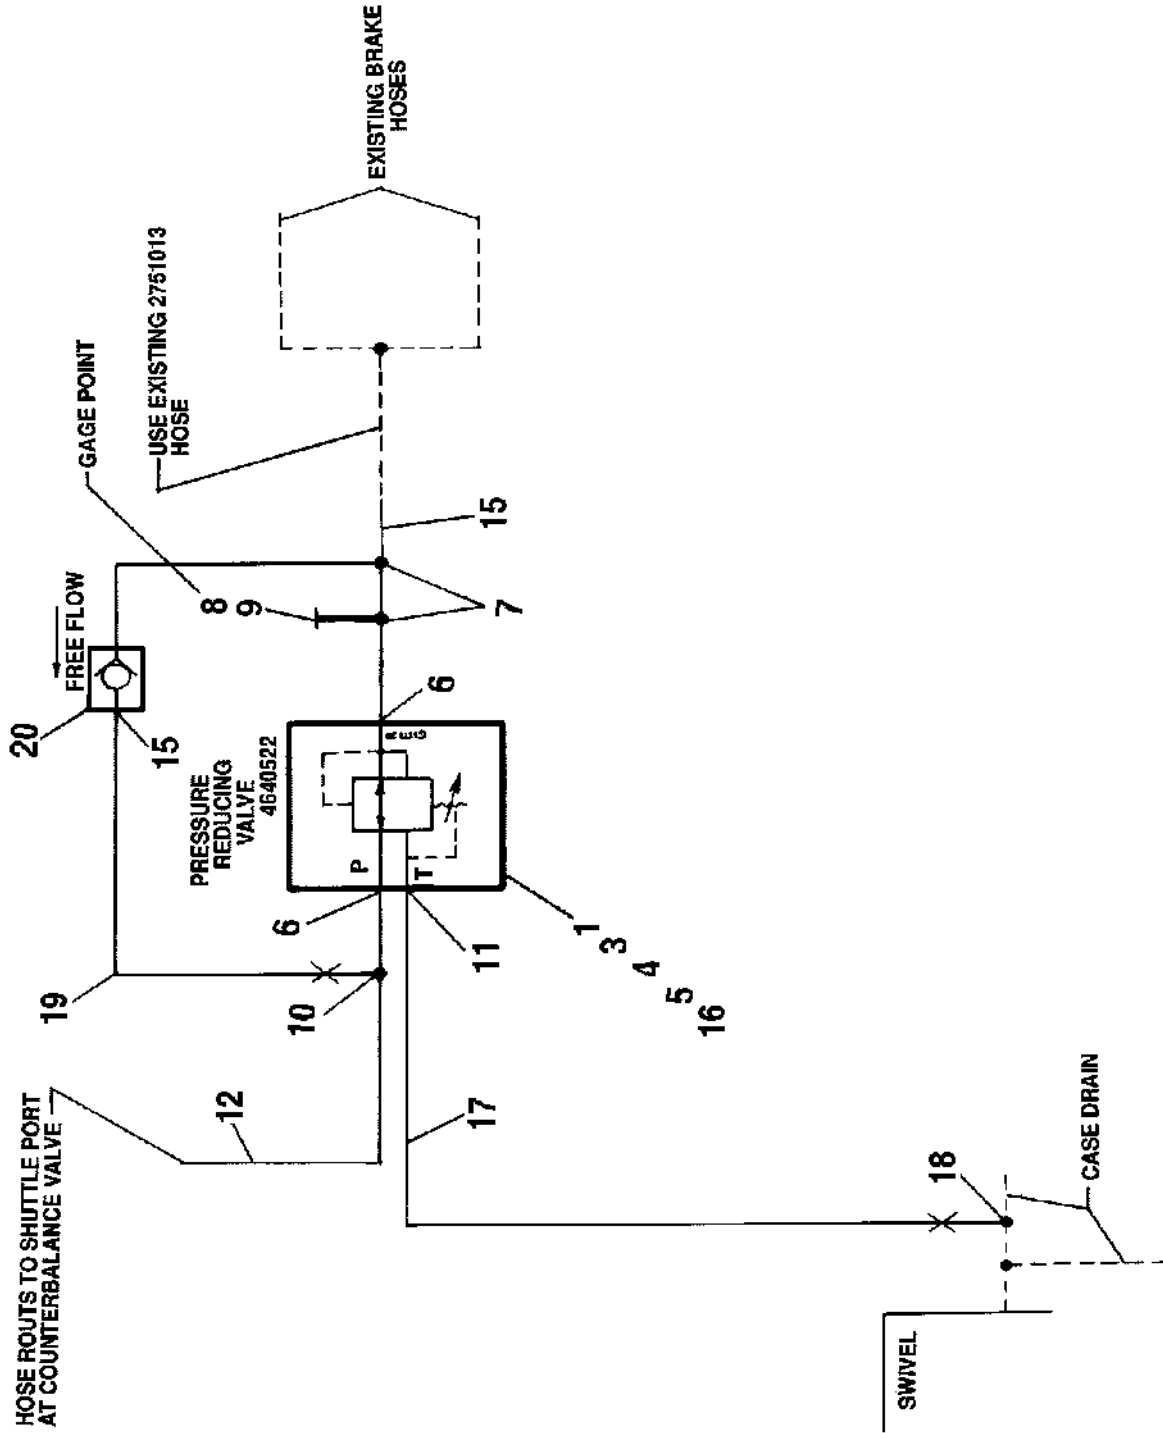 HOSE ROUTS TO SHUTTLE PORT
AT COUNTERBALANCE VALVE
19
20
FREE FLOW
GAGE POINT
15
USE EXISTING 2751013
HOSE
12
PRESSURE
REDUCING
VALVE
4640522
8
9
10
6
P
6
EXISTING BRAKE
HOSES
T
17
11
15
7
1
3
4
5
16
SWIVEL
18
CASE DRAIN